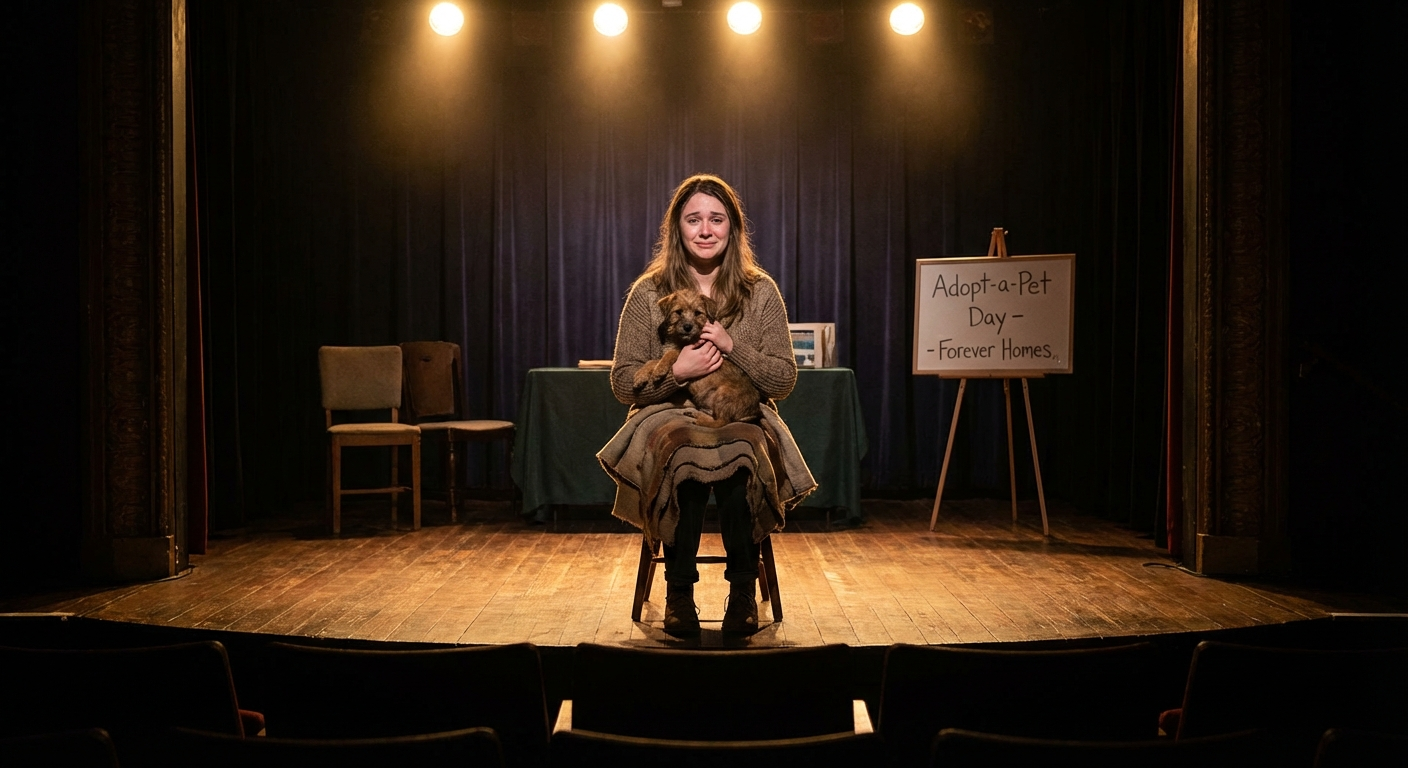 Adopt-a-Pet
Day –
- Forever Homes